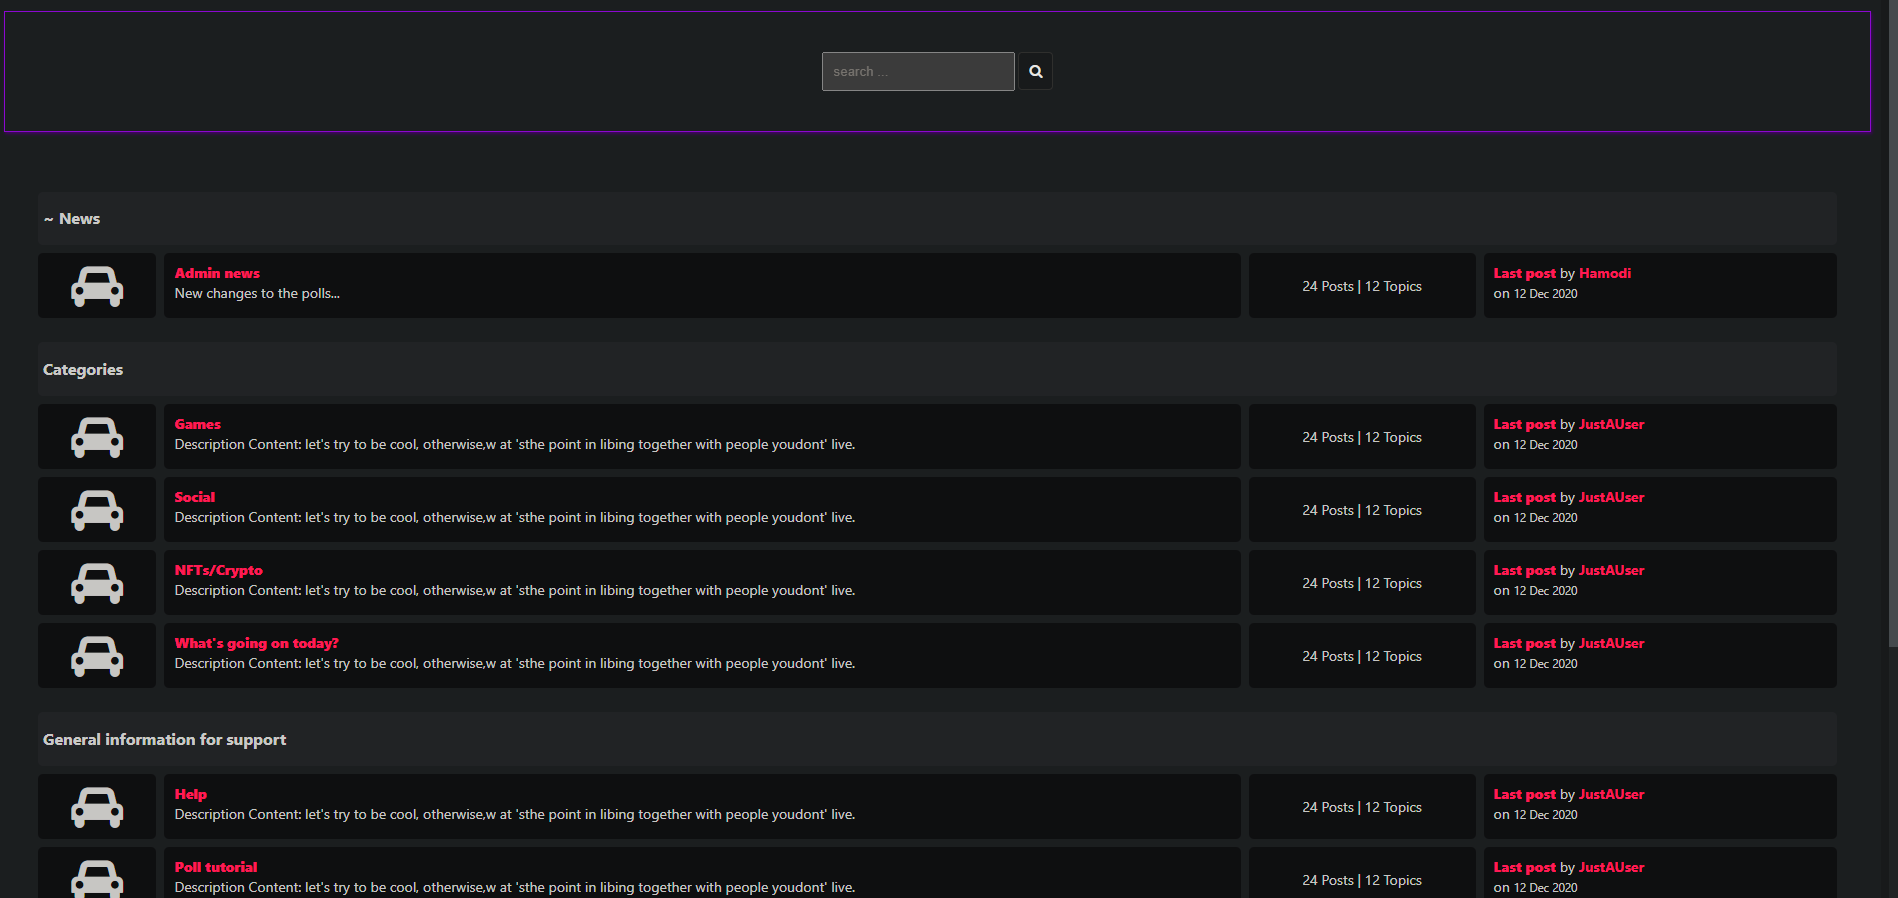 search ...
~ News
Admin news
New changes to the polls...
24 Posts | 12 Topics
Last post by Hamodi
on 12 Dec 2020
Categories
Games
Description Content: let's try to be cool, otherwise,w at 'sthe point in libing together with people youdont' live.
24 Posts | 12 Topics
Last post by JustAUser
on 12 Dec 2020
Social
Description Content: let's try to be cool, otherwise,w at 'sthe point in libing together with people youdont' live.
24 Posts | 12 Topics
Last post by JustAUser
on 12 Dec 2020
NFTs/Crypto
Description Content: let's try to be cool, otherwise,w at 'sthe point in libing together with people youdont' live.
24 Posts | 12 Topics
Last post by JustAUser
on 12 Dec 2020
What's going on today?
Description Content: let's try to be cool, otherwise,w at 'sthe point in libing together with people youdont' live.
24 Posts | 12 Topics
Last post by JustAUser
on 12 Dec 2020
General information for support
Help
Description Content: let's try to be cool, otherwise,w at 'sthe point in libing together with people youdont' live.
24 Posts | 12 Topics
Last post by JustAUser
on 12 Dec 2020
Poll tutorial
Description Content: let's try to be cool, otherwise,w at 'sthe point in libing together with people youdont' live.
24 Posts | 12 Topics
Last post by JustAUser
on 12 Dec 2020